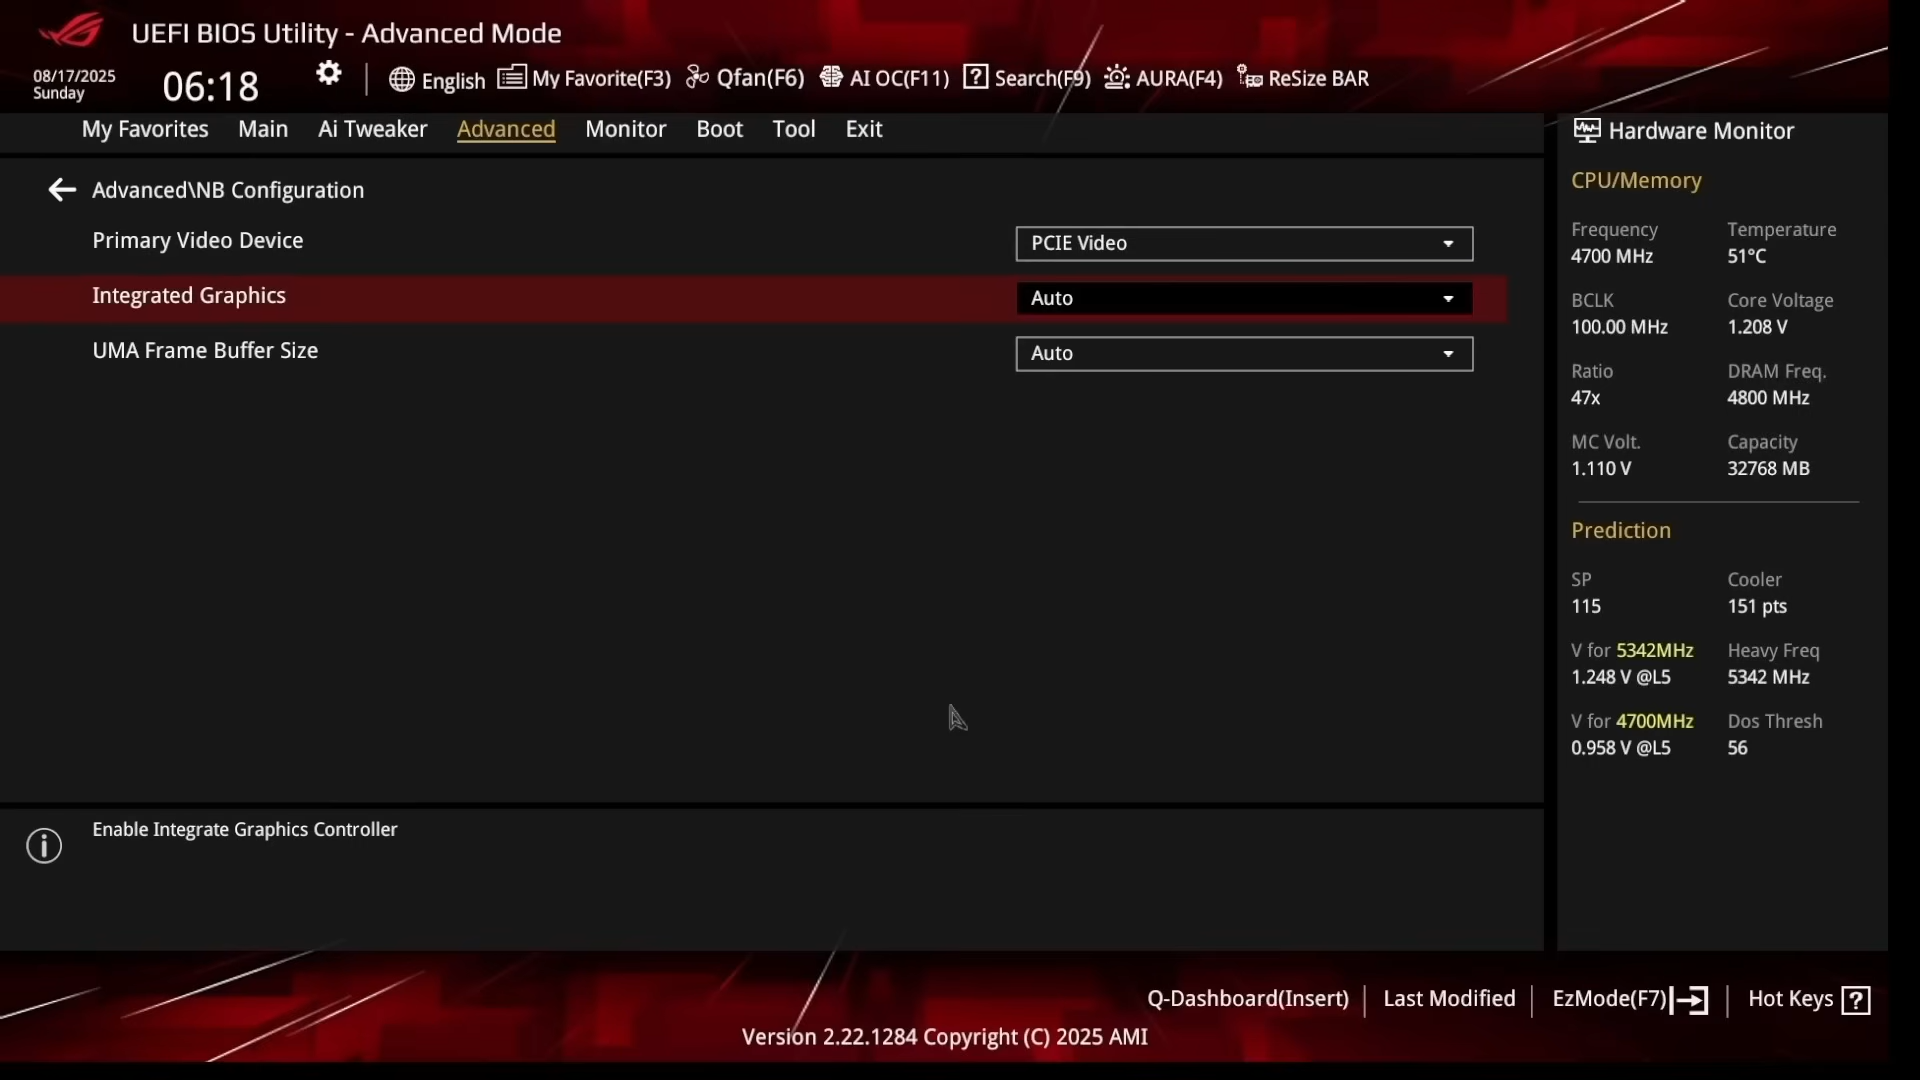 UEFI BIOS Utility - Advanced Mode
08/17/2025
Sunday
06:18
English
My Favorite(F3)
Qfan(F6)
AI OC(F11)
Search(F9)
AURA(F4)
ReSize BAR
My Favorites
Main
Ai Tweaker
Advanced
Monitor
Boot
Tool
Exit
Advanced\NB Configuration
Primary Video Device
PCIE Video
Integrated Graphics
Auto
UMA Frame Buffer Size
Auto
Enable Integrate Graphics Controller
Hardware Monitor
CPU/Memory
Frequency
Temperature
4700 MHz
51°C
BCLK
Core Voltage
100.00 MHz
1.208 V
Ratio
DRAM Freq.
47x
4800 MHz
MC Volt.
Capacity
1.110 V
32768 MB
Prediction
SP
Cooler
115
151 pts
V for 5342MHz
Heavy Freq
1.248 V @L5
5342 MHz
V for 4700MHz
Dos Thresh
0.958 V @L5
56
Q-Dashboard(Insert)
Last Modified
EzMode(F7)
Hot Keys ?
Version 2.22.1284 Copyright (C) 2025 AMI